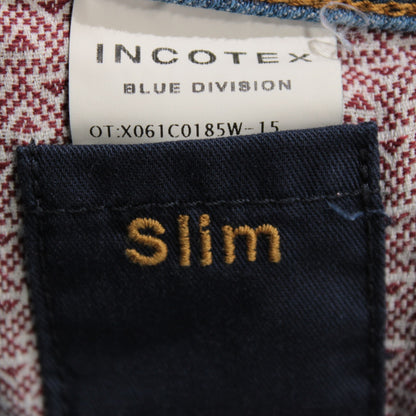 INCOTEX
BLUE DIVISION
OT:X061C0185W-15
Slim